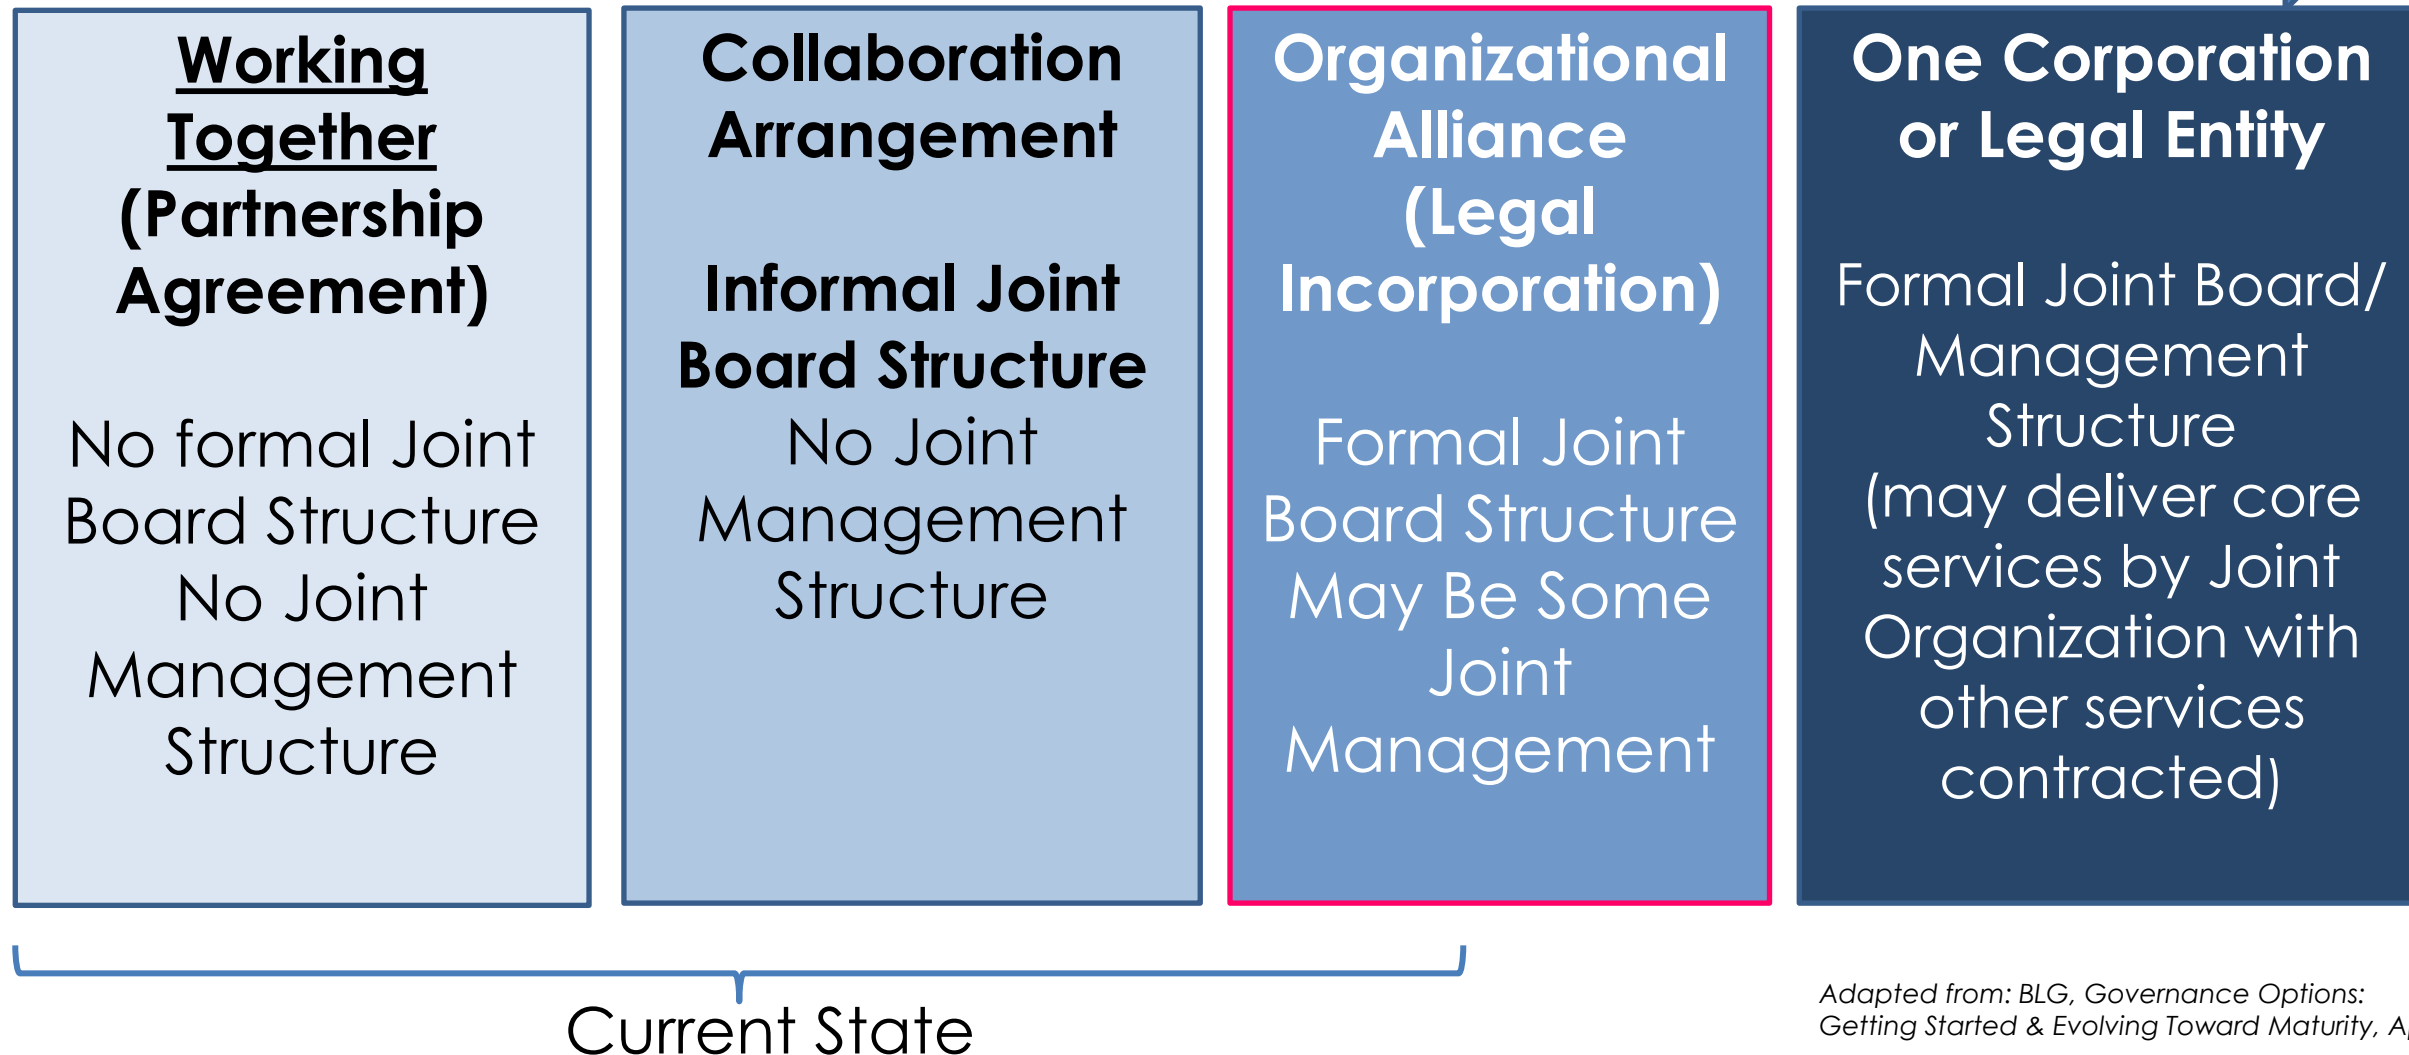 Working
Together
(Partnership
Agreement)
No formal Joint
Board Structure
No Joint
Management
Structure
Collaboration
Arrangement
Informal Joint
Board Structure
No Joint
Management
Structure
Organizational
Alliance
(Legal
Incorporation)
Formal Joint
Board Structure
May Be Some
Joint
Management
One Corporation
or Legal Entity
Formal Joint Board/
Management
Structure
(may deliver core
services by Joint
Organization with
other services
contracted)
Current State
Adapted from: BLG, Governance Options:
Getting Started & Evolving Toward Maturity,